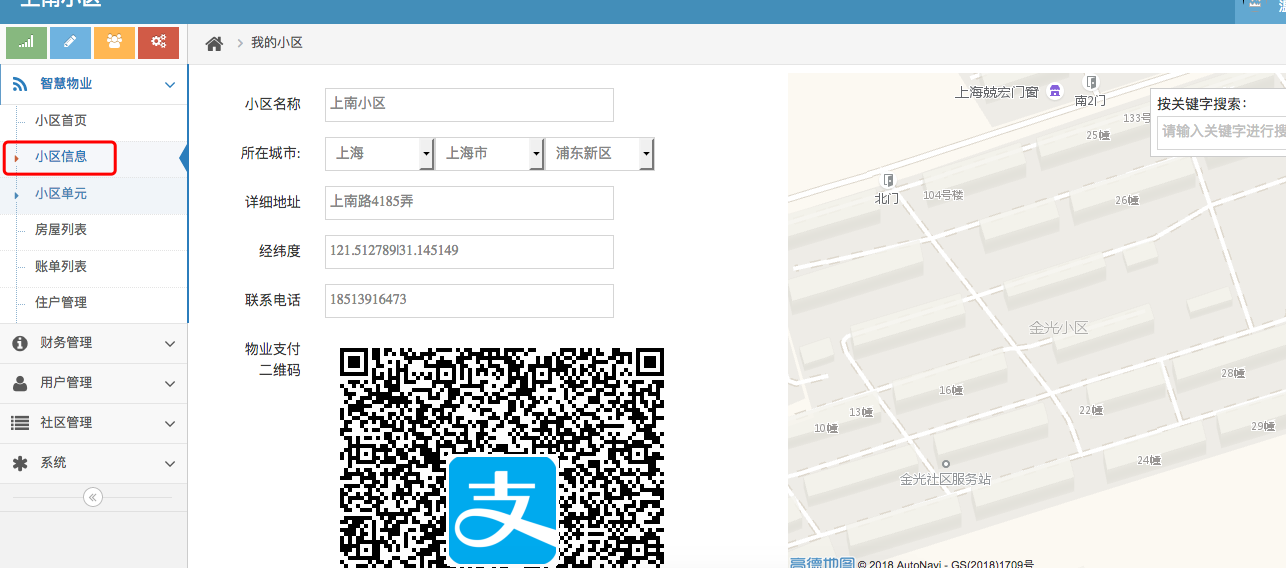 上南小区
我的小区
智慧物业
小区首页
小区信息
小区单元
房屋列表
账单列表
住户管理
财务管理
用户管理
社区管理
系统
小区名称
上南小区
所在城市:
上海
上海市
浦东新区
详细地址
上南路4185弄
经纬度
121.512789|31.145149
联系电话
18513916473
物业支付
二维码
支
上海兢宏门窗
南2门
133号
25幢
按关键字搜索：
请输入关键字进行搜
北门
104号楼
26幢
金光小区
28幢
16幢
22幢
13幢
10幢
29幢
24幢
金光社区服务站
高德地图 © 2018 AutoNavi - GS(2018)1709号